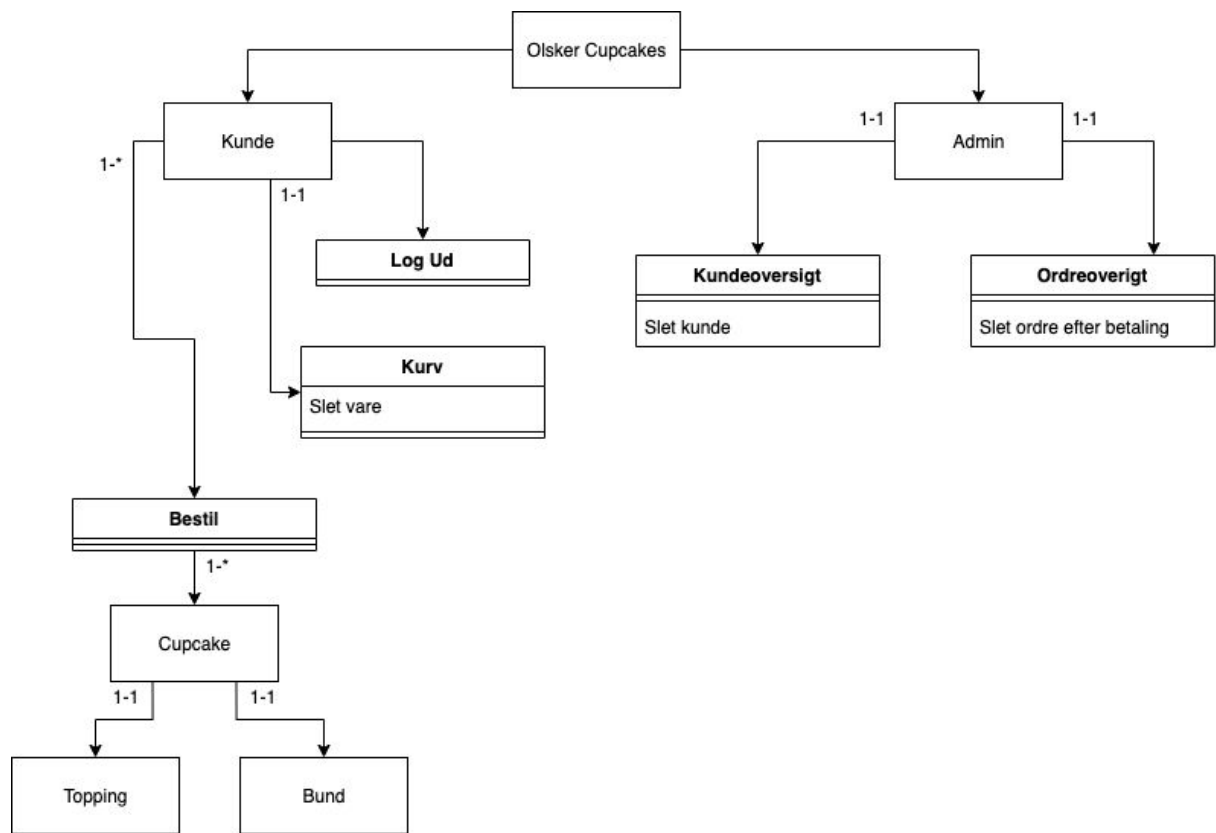 Olsker Cupcakes
Kunde
Admin
1-1
1-1
1-*
1-1
Log Ud
Kundeoversigt
Slet kunde
Ordreoverigt
Slet ordre efter betaling
Kurv
Slet vare
Bestil
1-*
Cupcake
1-1
1-1
Topping
Bund